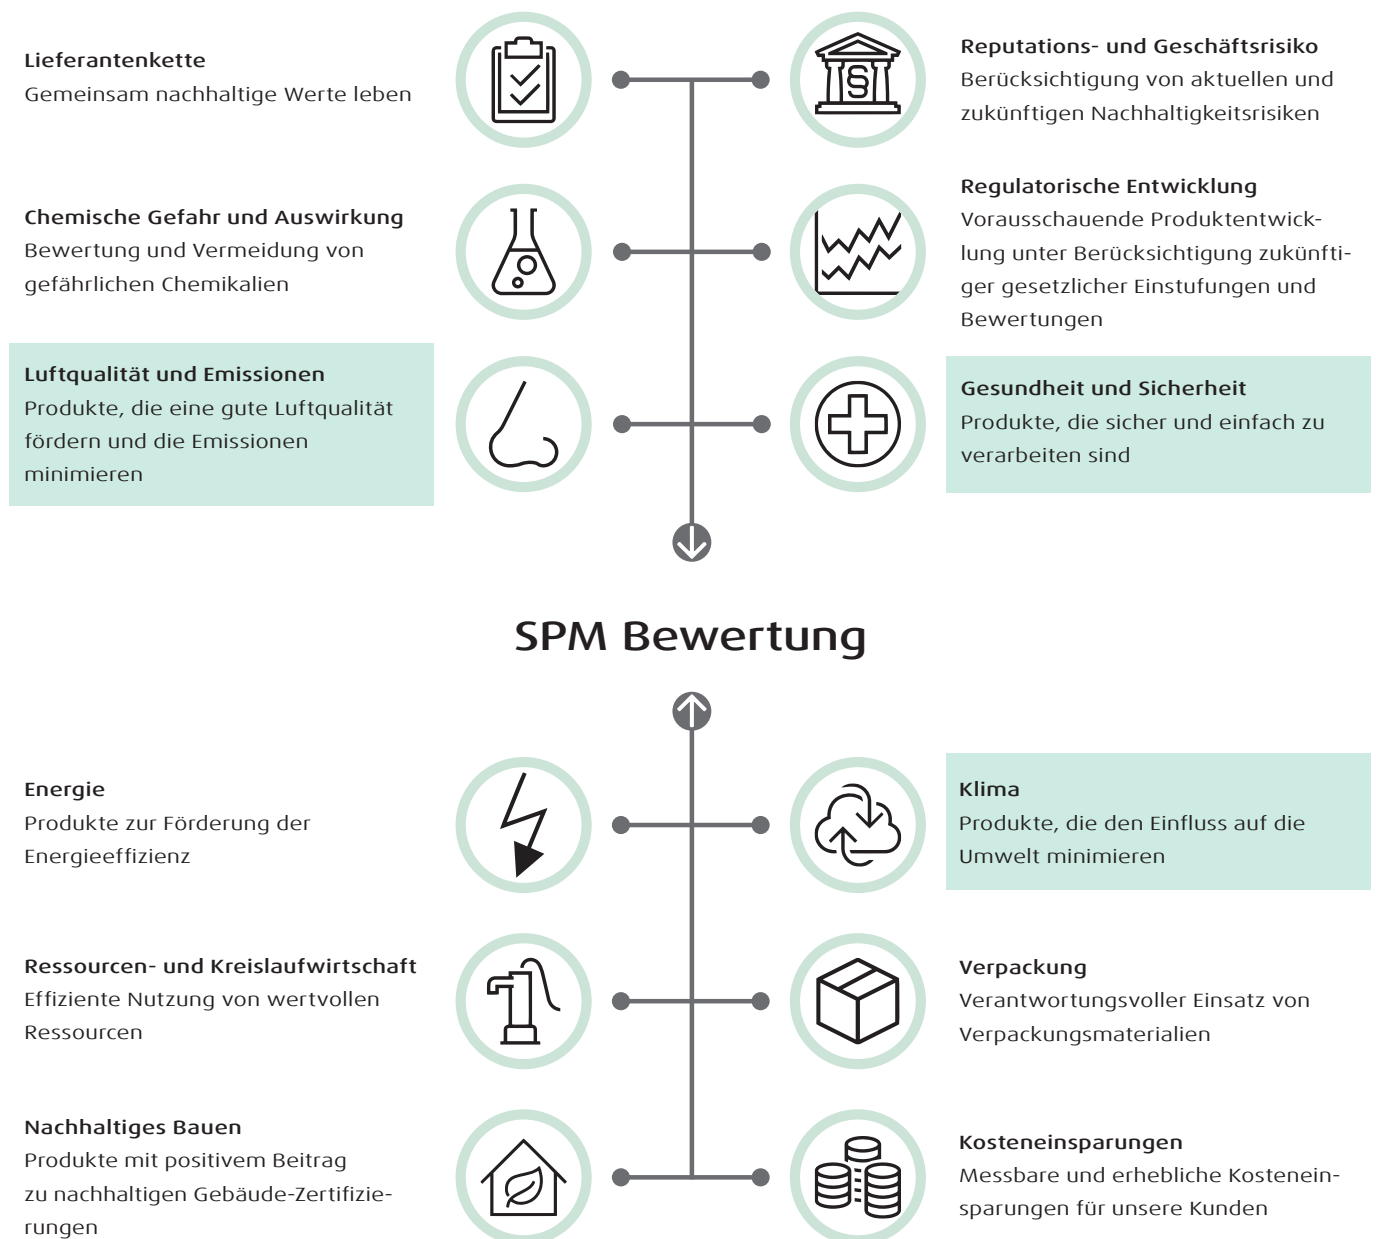 Lieferantenkette
Gemeinsam nachhaltige Werte leben
Reputations- und Geschäftsrisiko
Berücksichtigung von aktuellen und
zukünftigen Nachhaltigkeitsrisiken
Chemische Gefahr und Auswirkung
Bewertung und Vermeidung von
gefährlichen Chemikalien
Regulatorische Entwicklung
Vorausschauende Produktentwick-
lung unter Berücksichtigung zukünfti-
ger gesetzlicher Einstufungen und
Bewertungen
Luftqualität und Emissionen
Produkte, die eine gute Luftqualität
fördern und die Emissionen
minimieren
Gesundheit und Sicherheit
Produkte, die sicher und einfach zu
verarbeiten sind
SPM Bewertung
Energie
Produkte zur Förderung der
Energieeffizienz
Klima
Produkte, die den Einfluss auf die
Umwelt minimieren
Ressourcen- und Kreislaufwirtschaft
Effiziente Nutzung von wertvollen
Ressourcen
Verpackung
Verantwortungsvoller Einsatz von
Verpackungsmaterialien
Nachhaltiges Bauen
Produkte mit positivem Beitrag
zu nachhaltigen Gebäude-Zertifizie-
rungen
Kosteneinsparungen
Messbare und erhebliche Kostenein-
sparungen für unsere Kunden